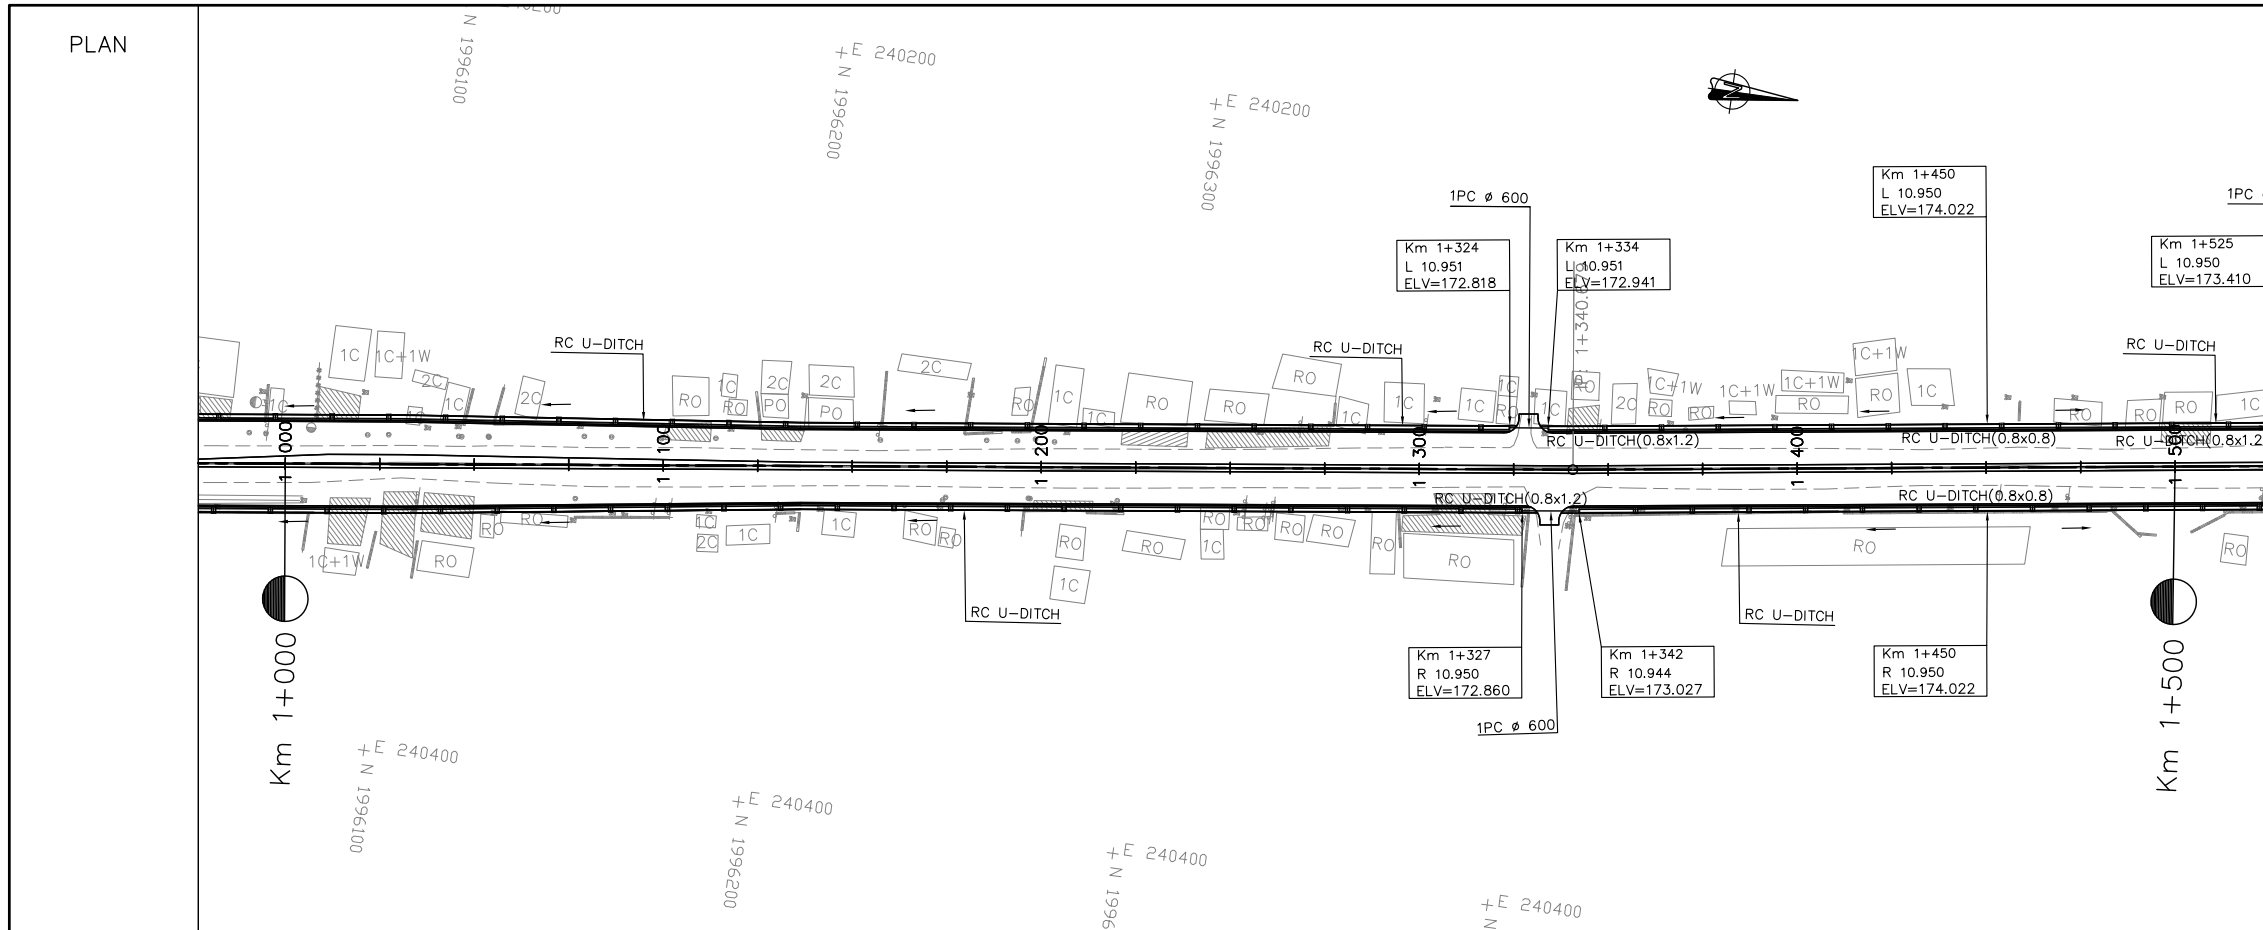 PLAN
N 1996100
E 240200
N 1996200
E 240200
N 1996300
Km 1+450
L 10.950
ELV=174.022
1PC ø 600
1PC
Km 1+324
L 10.951
ELV=172.818
Km 1+334
L 10.951
ELV=172.941
Km 1+525
L 10.950
ELV=173.410
RC U-DITCH
RC U-DITCH
RC U-DITCH
1C
1C+1W
2C
1C
1C
1C
2C
RO
1C
RO
2C
PO
2C
PO
2C
RO
1C
1C
RO
RO
RO
1C
1C
1C
1C
RO
1C
RO
2C
1C+1W
RO
RO
1C+1W
1C+1W
RO
1C+1W
RO
1C
RO
RO
RO
1C
1 000
1 100
1 200
1 300
1 400
1 500
RC U-DITCH(0.8x1.2)
RC U-DITCH(0.8x0.8)
RC U-DITCH(0.8x1.2
RC U-DITCH(0.8x1.2)
RC U-DITCH(0.8x0.8)
1C+1W
RO
RO
RO
1C
2C
1C
1C
RO
RO
RO
1C
RO
RO
1C
RO
RO
RO
RO
RO
RO
RO
RC U-DITCH
RC U-DITCH
Km 1+000
Km 1+500
Km 1+327
R 10.950
ELV=172.860
Km 1+342
R 10.944
ELV=173.027
Km 1+450
R 10.950
ELV=174.022
1PC ø 600
E 240400
N 1996100
E 240400
N 1996200
E 240400
N 1996
E 240400
N